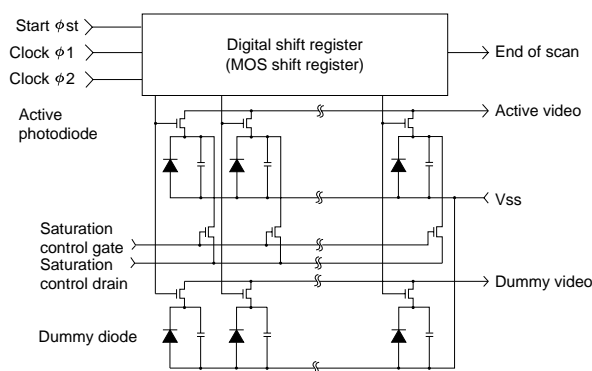 Start ϕst
Clock ϕ1
Clock ϕ2
Digital shift register
(MOS shift register)
End of scan
Active
photodiode
Active video
Vss
Saturation
control gate
Saturation
control drain
Dummy video
Dummy diode